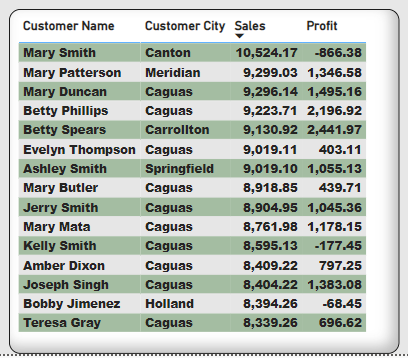 Customer Name Customer City Sales Profit
Mary Smith Canton 10,524.17 -866.38
Mary Patterson Meridian 9,299.03 1,346.58
Mary Duncan Caguas 9,296.14 1,495.16
Betty Phillips Caguas 9,223.71 2,196.92
Betty Spears Carrollton 9,130.92 2,441.97
Evelyn Thompson Caguas 9,019.11 403.11
Ashley Smith Springfield 9,019.10 1,055.13
Mary Butler Caguas 8,918.85 439.71
Jerry Smith Caguas 8,904.95 1,045.36
Mary Mata Caguas 8,761.98 1,178.15
Kelly Smith Caguas 8,595.13 -177.45
Amber Dixon Caguas 8,409.22 797.25
Joseph Singh Caguas 8,404.22 1,383.08
Bobby Jimenez Holland 8,394.26 -68.45
Teresa Gray Caguas 8,339.26 696.62